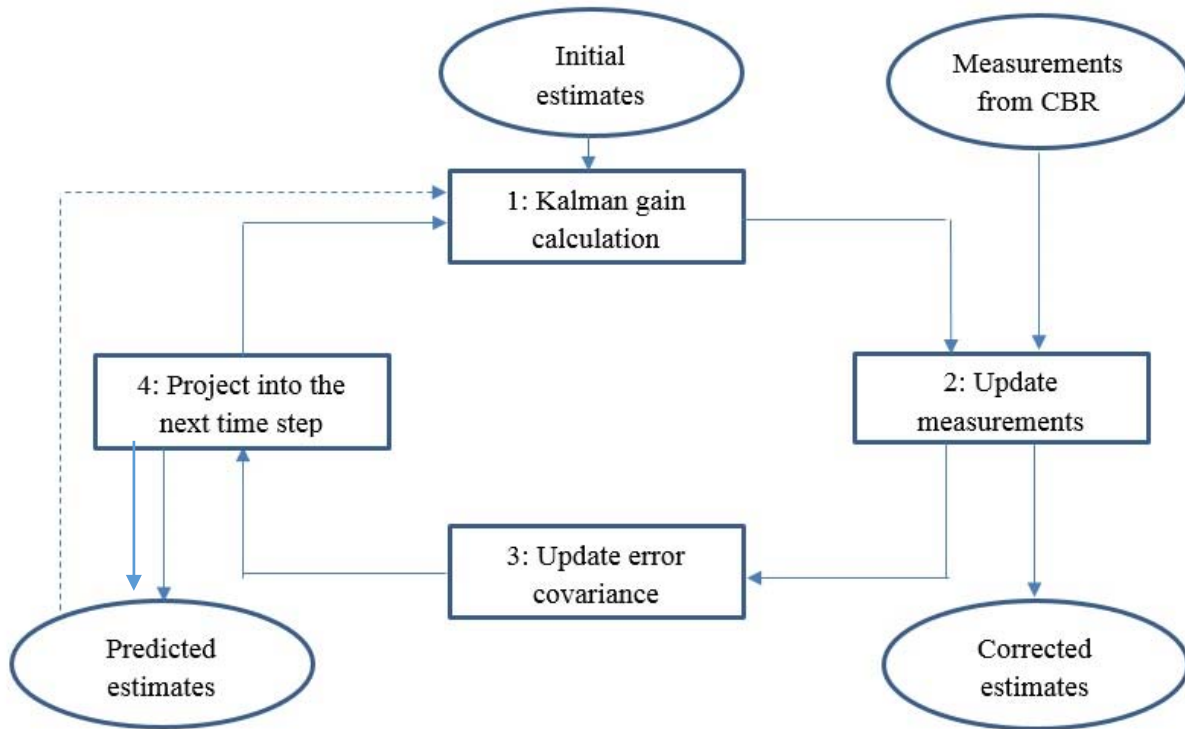 Initial
estimates
Measurements
from CBR
1: Kalman gain
calculation
4: Project into the
next time step
2: Update
measurements
3: Update error
covariance
Predicted
estimates
Corrected
estimates